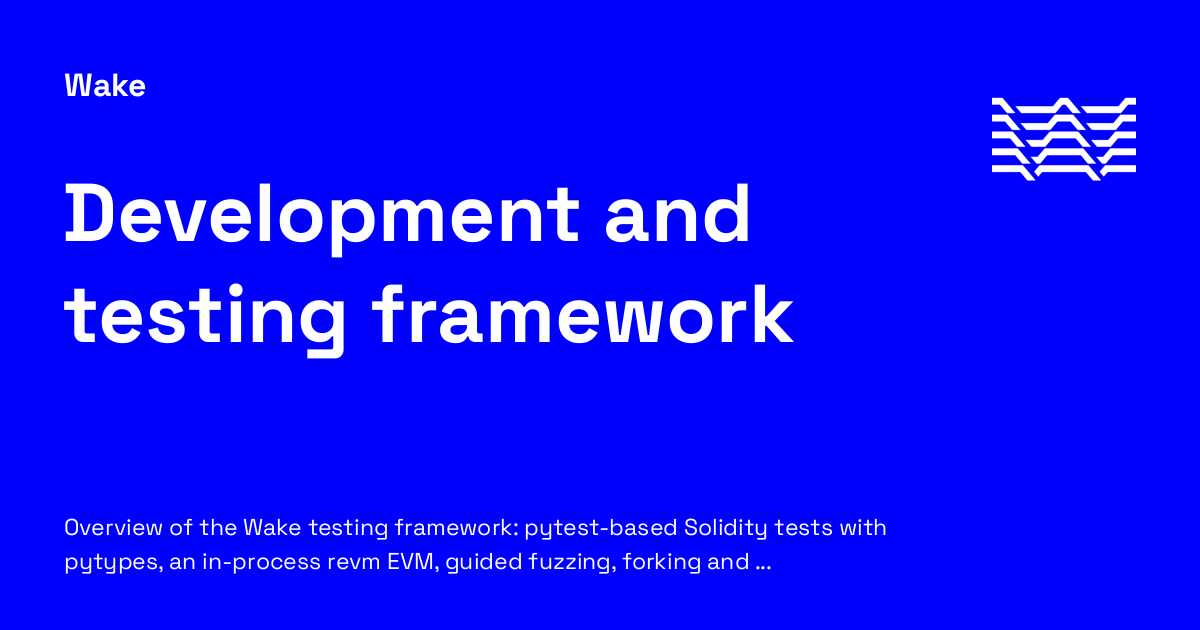 Wake
Development and
testing framework
Overview of the Wake testing framework: pytest-based Solidity tests with
pytypes, an in-process revm EVM, guided fuzzing, forking and ...